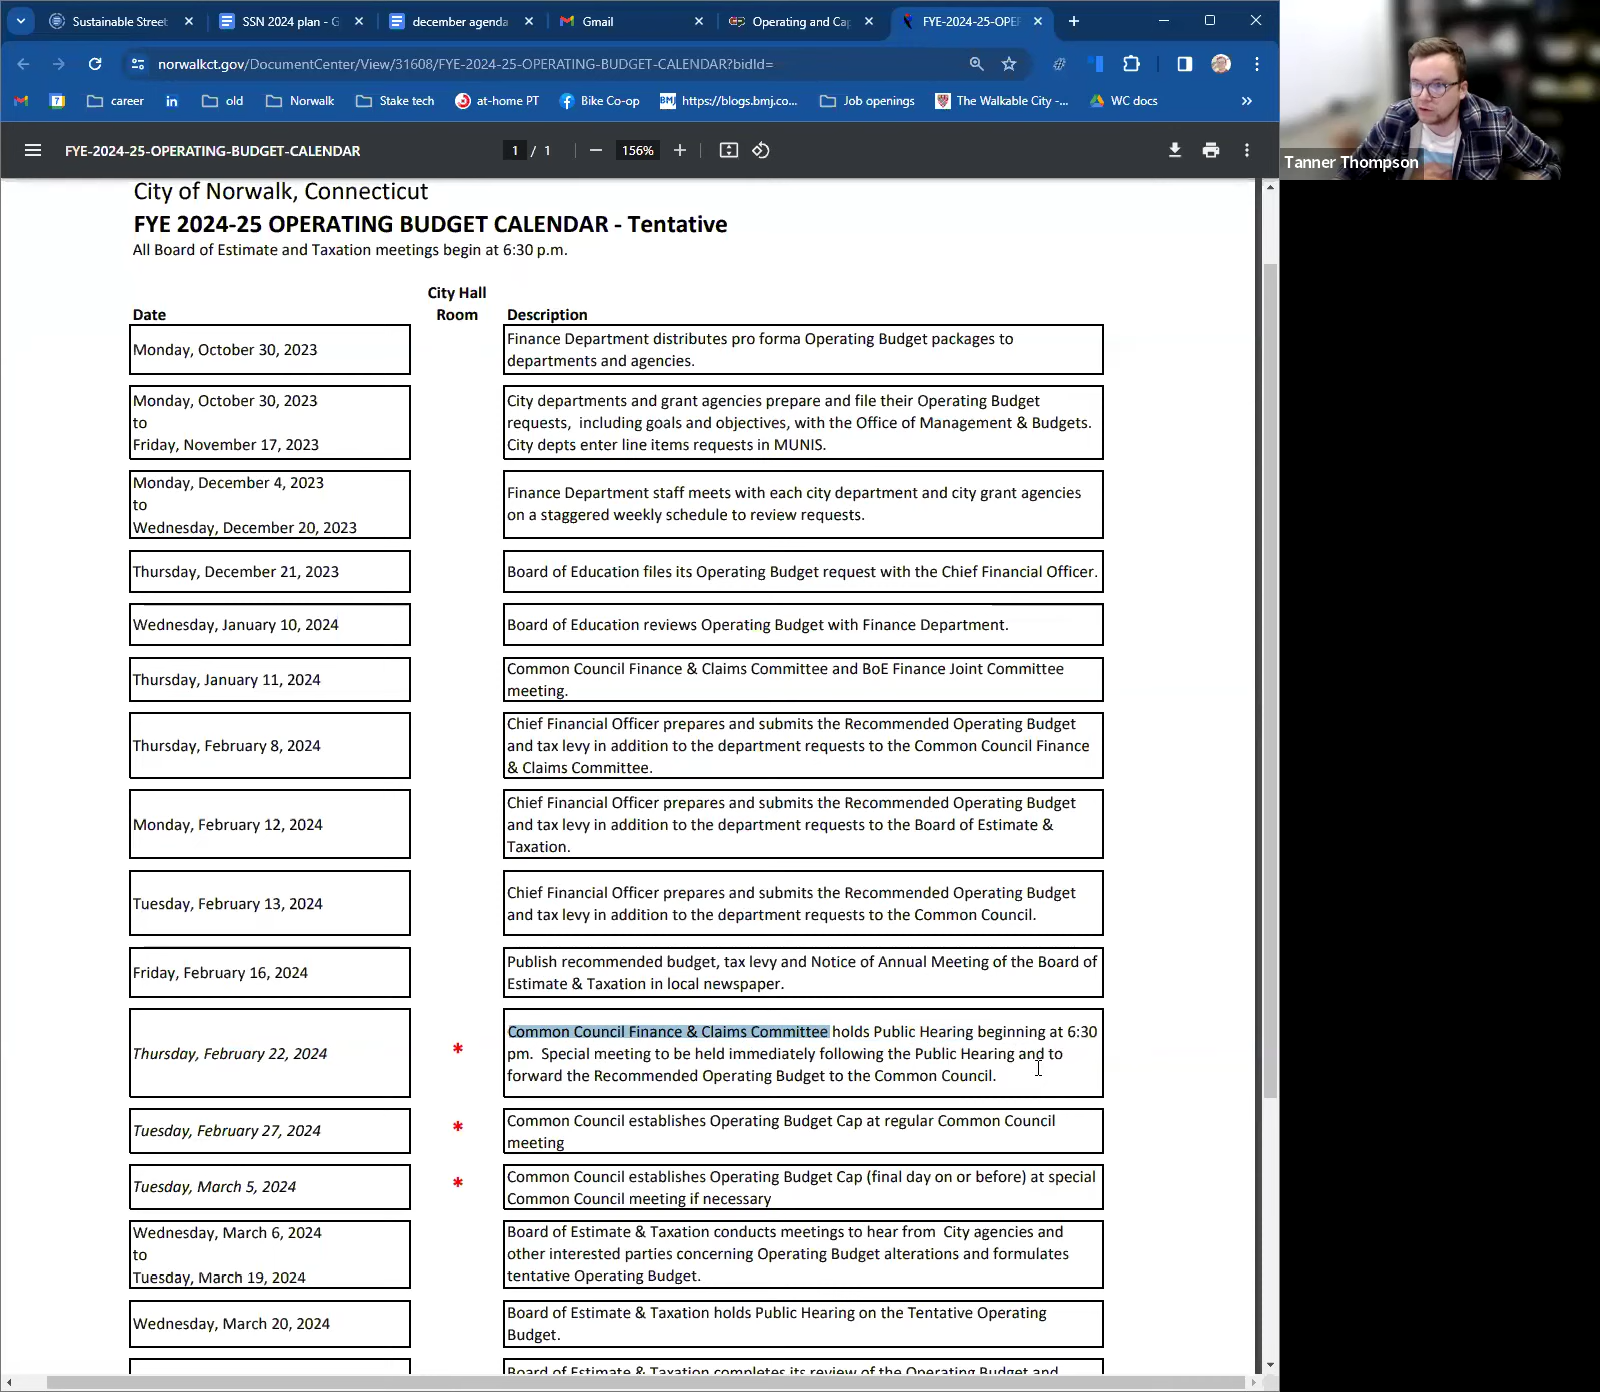 Sustainable Street
SSN 2024 plan - G
december agenda
Gmail
Operating and Cap
FYE-2024-25-OPER
norwalkct.gov/DocumentCenter/View/31608/FYE-2024-25-OPERATING-BUDGET-CALENDAR?bidId=
career
in
old
Norwalk
Stake tech
at-home PT
Bike Co-op
BMJ https://blogs.bmj.co...
Job openings
The Walkable City -...
WC docs
FYE-2024-25-OPERATING-BUDGET-CALENDAR
1 / 1
156%
Tanner Thompson
City of Norwalk, Connecticut
FYE 2024-25 OPERATING BUDGET CALENDAR - Tentative
All Board of Estimate and Taxation meetings begin at 6:30 p.m.
City Hall
Date Room Description
Monday, October 30, 2023
Finance Department distributes pro forma Operating Budget packages to
departments and agencies.
Monday, October 30, 2023
to
Friday, November 17, 2023
City departments and grant agencies prepare and file their Operating Budget
requests, including goals and objectives, with the Office of Management & Budgets.
City depts enter line items requests in MUNIS.
Monday, December 4, 2023
to
Wednesday, December 20, 2023
Finance Department staff meets with each city department and city grant agencies
on a staggered weekly schedule to review requests.
Thursday, December 21, 2023
Board of Education files its Operating Budget request with the Chief Financial Officer.
Wednesday, January 10, 2024
Board of Education reviews Operating Budget with Finance Department.
Thursday, January 11, 2024
Common Council Finance & Claims Committee and BoE Finance Joint Committee
meeting.
Thursday, February 8, 2024
Chief Financial Officer prepares and submits the Recommended Operating Budget
and tax levy in addition to the department requests to the Common Council Finance
& Claims Committee.
Monday, February 12, 2024
Chief Financial Officer prepares and submits the Recommended Operating Budget
and tax levy in addition to the department requests to the Board of Estimate &
Taxation.
Tuesday, February 13, 2024
Chief Financial Officer prepares and submits the Recommended Operating Budget
and tax levy in addition to the department requests to the Common Council.
Friday, February 16, 2024
Publish recommended budget, tax levy and Notice of Annual Meeting of the Board of
Estimate & Taxation in local newspaper.
Thursday, February 22, 2024
*
Common Council Finance & Claims Committee holds Public Hearing beginning at 6:30
pm. Special meeting to be held immediately following the Public Hearing and to
forward the Recommended Operating Budget to the Common Council.
Tuesday, February 27, 2024
*
Common Council establishes Operating Budget Cap at regular Common Council
meeting
Tuesday, March 5, 2024
*
Common Council establishes Operating Budget Cap (final day on or before) at special
Common Council meeting if necessary
Wednesday, March 6, 2024
to
Tuesday, March 19, 2024
Board of Estimate & Taxation conducts meetings to hear from City agencies and
other interested parties concerning Operating Budget alterations and formulates
tentative Operating Budget.
Wednesday, March 20, 2024
Board of Estimate & Taxation holds Public Hearing on the Tentative Operating
Budget.
Board of Estimate & Taxation completes its review of the Operating Budget and